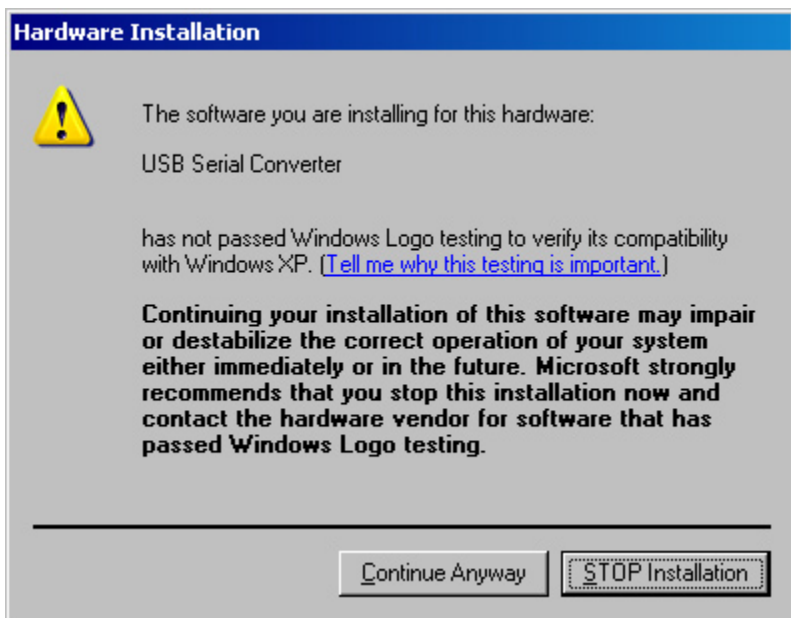 Hardware Installation
The software you are installing for this hardware:
USB Serial Converter
has not passed Windows Logo testing to verify its compatibility
with Windows XP. (Tell me why this testing is important.)
Continuing your installation of this software may impair
or destabilize the correct operation of your system
either immediately or in the future. Microsoft strongly
recommends that you stop this installation now and
contact the hardware vendor for software that has
passed Windows Logo testing.
Continue Anyway STOP Installation